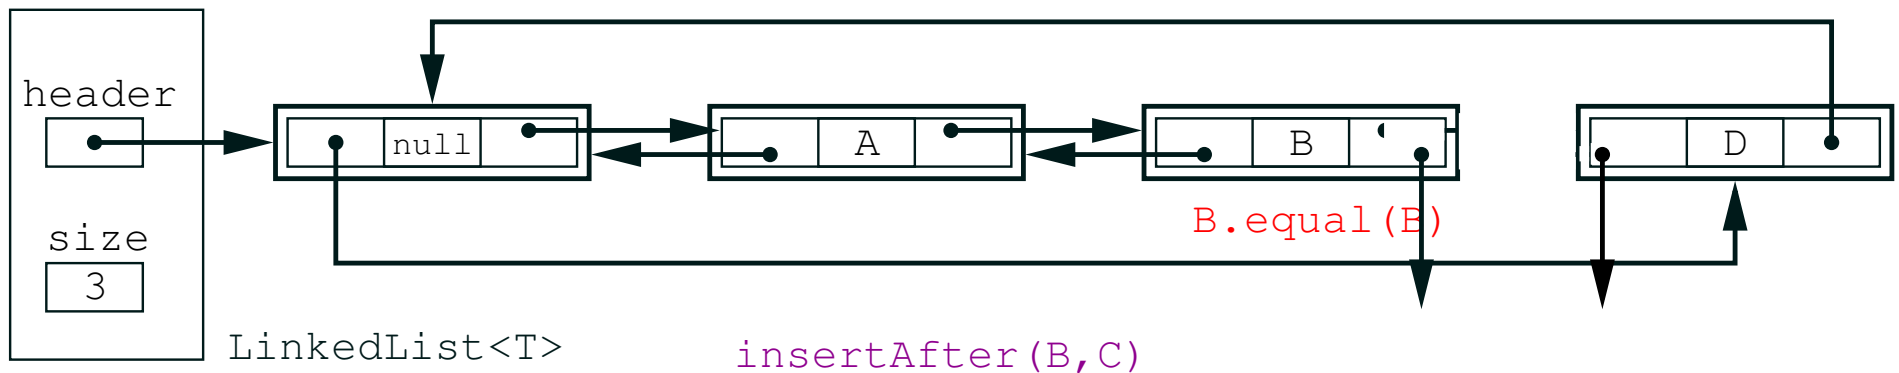 header
null
A
B
D
B.equal(B)
size
3
LinkedList<T>
insertAfter(B,C)